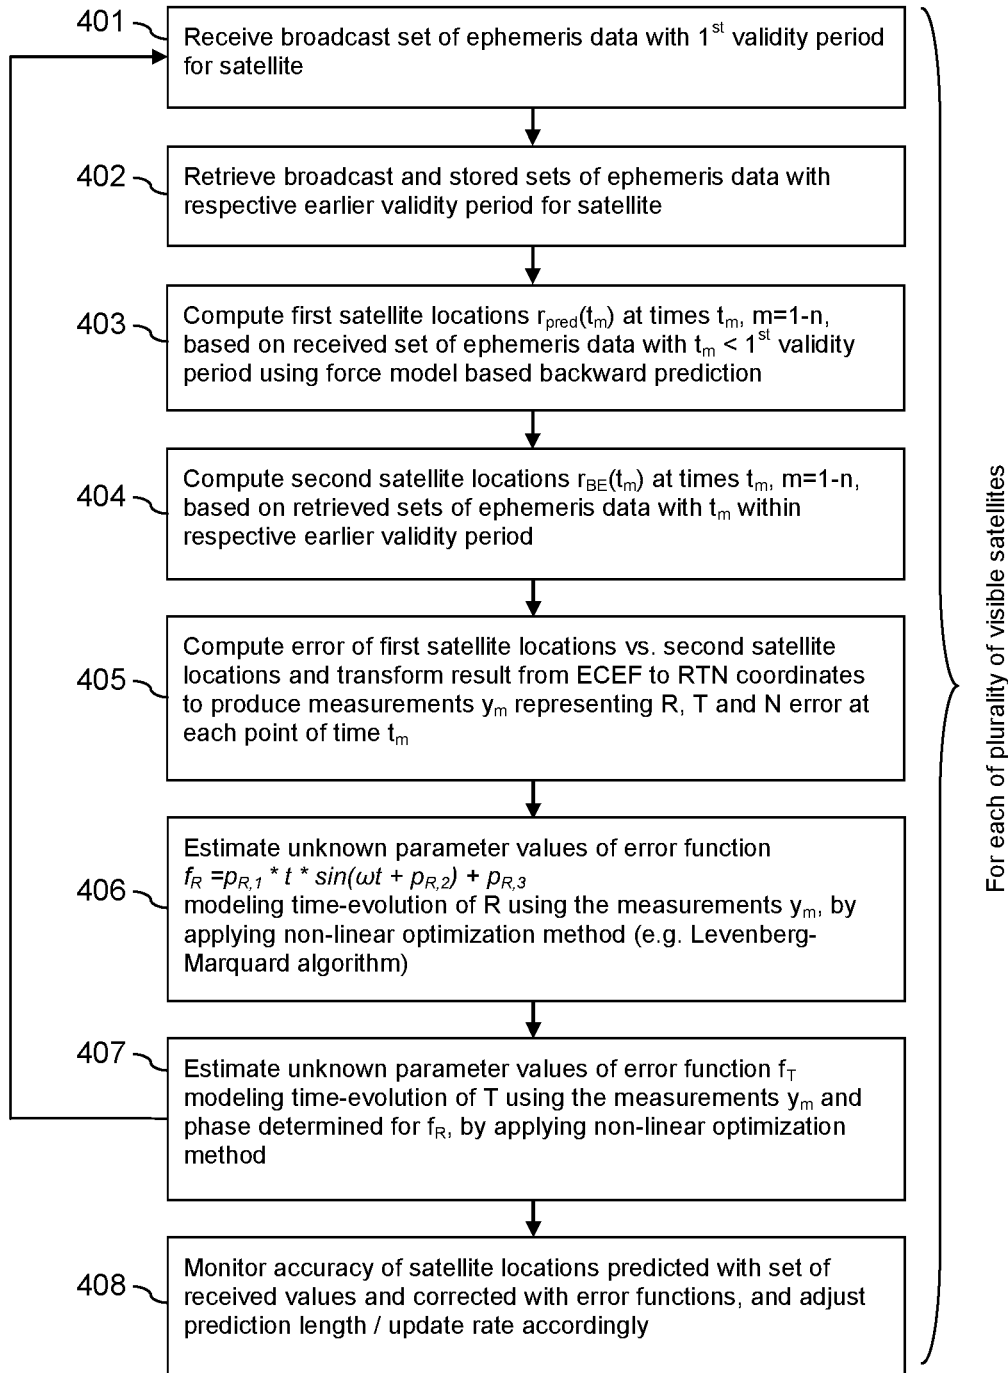 401
Receive broadcast set of ephemeris data with 1st validity period
for satellite
402
Retrieve broadcast and stored sets of ephemeris data with
respective earlier validity period for satellite
403
Compute first satellite locations rpred(tm) at times tm, m=1-n,
based on received set of ephemeris data with tm < 1st validity
period using force model based backward prediction
404
Compute second satellite locations rBE(tm) at times tm, m=1-n,
based on retrieved sets of ephemeris data with tm within
respective earlier validity period
405
Compute error of first satellite locations vs. second satellite
locations and transform result from ECEF to RTN coordinates
to produce measurements ym representing R, T and N error at
each point of time tm
406
Estimate unknown parameter values of error function
fR =pR,1 * t * sin(ωt + pR,2) + pR,3
modeling time-evolution of R using the measurements ym, by
applying non-linear optimization method (e.g. Levenberg-
Marquard algorithm)
407
Estimate unknown parameter values of error function fT
modeling time-evolution of T using the measurements ym and
phase determined for fR, by applying non-linear optimization
method
408
Monitor accuracy of satellite locations predicted with set of
received values and corrected with error functions, and adjust
prediction length / update rate accordingly
For each of plurality of visible satellites